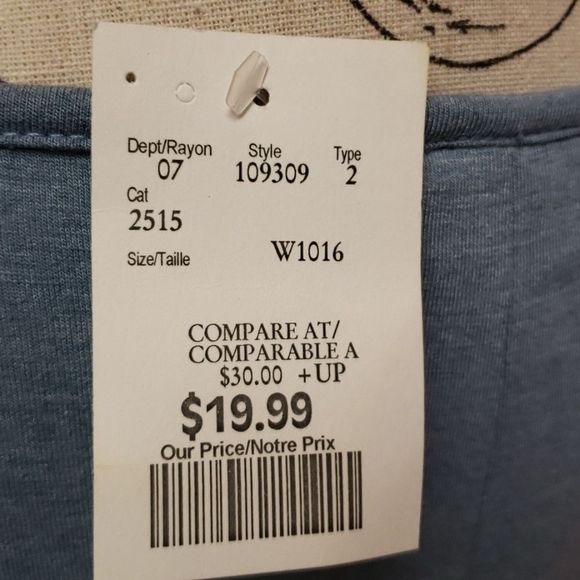 Dept/Rayon Style Type
07 109309 2
Cat
2515
Size/Taille W1016
COMPARE AT/
COMPARABLE A
$30.00 +UP
$19.99
Our Price/Notre Prix